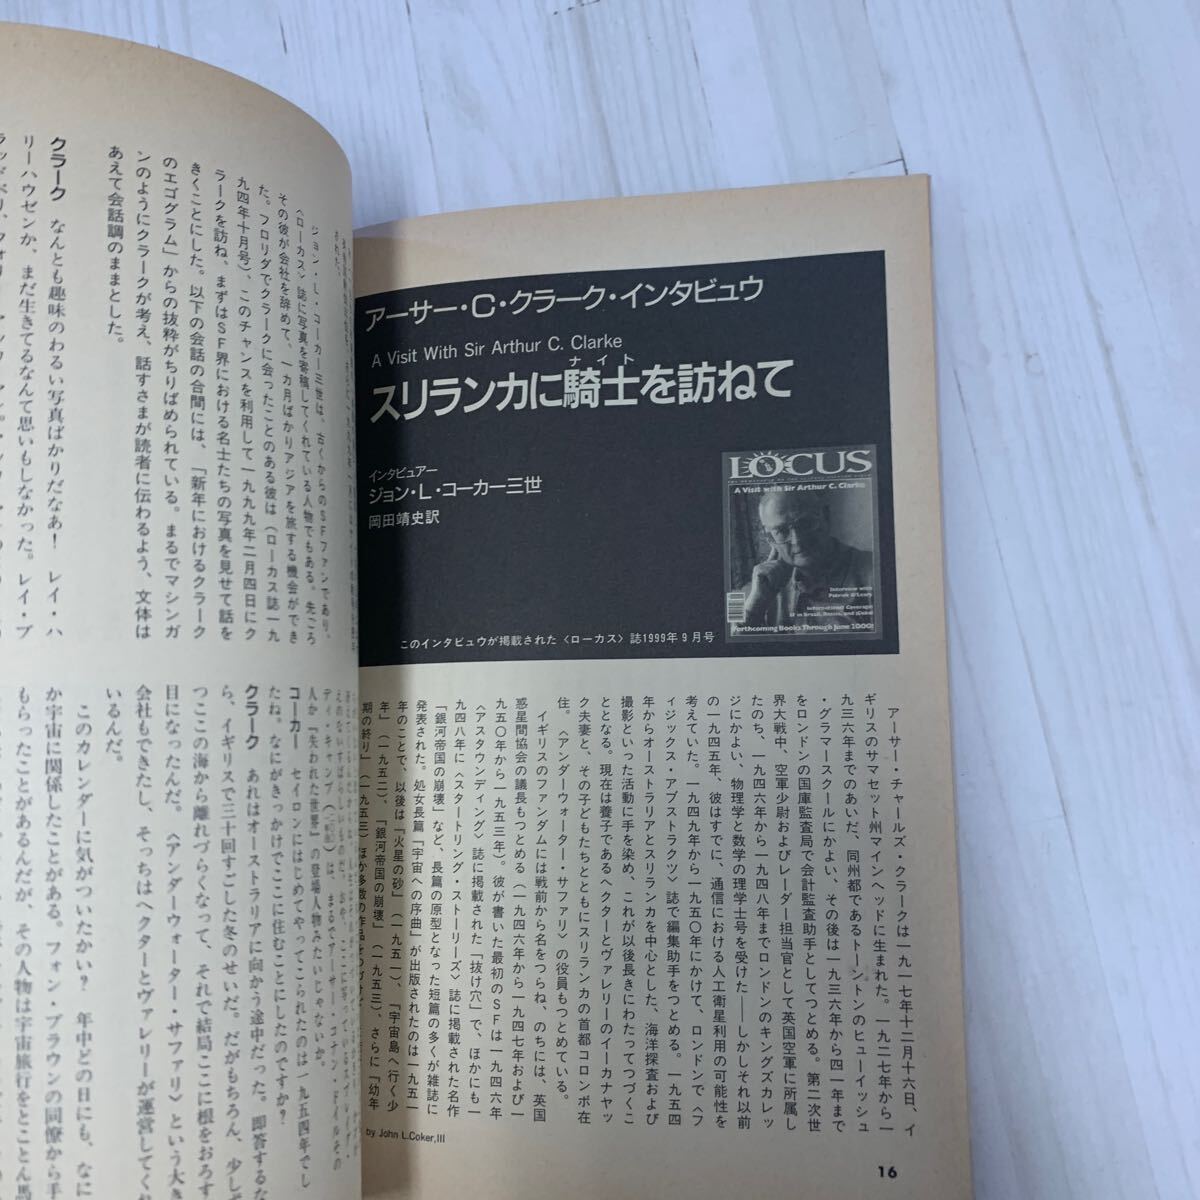 アーサー・C・クラーク・インタビュウ
A Visit With Sir Arthur C. Clarke
ナイト
スリランカに騎士を訪ねて
インタビュアー
ジョン・L・コーカー三世
岡田靖史訳
LOCUS
A Visit with Sir Arthur C. Clarke
Interview with
Patrick O'Leary
International Coverage
Forthcoming Books Through June 2000!
このインタビュウが掲載された〈ローカス〉誌1999年9月号
アーサー・チャールズ・クラークは一九一七年十二月十六日、イ
ギリスのサマセット州マインヘッドに生まれた。一九二七年から一
九三六年までのあいだ、同州都であるトーントンのヒューイッシュ
・グラマースクールにかよい、その後は一九三六年から四一年まで
をロンドンの国庫監査局で会計監査助手としてつとめる。第二次世
界大戦中、空軍少尉およびレーダー担当官として英国空軍に所属し
たのち、一九四六年から一九四八年までロンドンのキングズカレッ
ジにかよい、物理学と数学の理学士号を受けた――しかしそれ以前
の一九四五年、彼はすでに、通信における人工衛星利用の可能性を
考えていた。一九四九年から一九五〇年にかけて、ロンドンで〈フ
ィジックス・アブストラクツ〉誌で編集助手をつとめる。一九五四
年からオーストラリアとスリランカを中心とした、海洋探査および
撮影といった活動に手を染め、これが以後長きにわたってつづくこ
ととなる。現在は養子であるヘクターとヴァレリーのイーカナヤッ
ク夫妻と、その子どもたちとともにスリランカの首都コロンボ在
住。〈アンダーウォーター・サファリ〉の役員もつとめている。
イギリスのファンダムには戦前から名をつらね、のちには、英国
惑星間協会の議長もつとめる（一九四六年から一九四七年および一
九五〇年から一九五三年）。彼が書いた最初のSFは一九四六年
〈アスタウンディング〉誌に掲載された「抜け穴」で、ほかにも一
九四八年に〈スタートリング・ストーリーズ〉誌に掲載された名作
「銀河帝国の崩壊」など、長篇の原型となった短篇の多くが雑誌に
発表された。処女長篇『宇宙への序曲』が出版されたのは一九五一
年のことで、以後は『火星の砂』（一九五一）、『宇宙島へ行く少
年』（一九五二）、『銀河帝国の崩壊』（一九五三）、さらに『幼年
期の終り』（一九五三）ほか多数の作品
by John L.Coker,III
16
ジョン・L・コーカー三世は、古くからのSFファンであり、
〈ローカス〉誌に写真を寄稿してくれている人物でもある。先ごろ
その彼が会社を辞めて、一カ月ばかりアジアを旅する機会ができ
た。フロリダでクラークに会ったことのある彼は（ローカス誌一九
九四年十月号）、このチャンスを利用して一九九九年二月四日にク
ラークを訪ね、まずはSF界における名士たちの写真を見せて話を
きくことにした。以下の会話の合間には、「新年におけるクラーク
のエゴグラム」からの抜粋がちりばめられている。まるでマシンガ
ンのようにクラークが考え、話すさまが読者に伝わるよう、文体は
あえて会話調のままとした。
クラーク　なんとも趣味のわるい写真ばかりだなあ！　レイ・ハ
リーハウゼンか、まだ生きてるなんて思いもしなかった。レイ・ブ
人か『失われた世界』の登場人物みたいじゃないか。
コーカー　セイロンにはじめてやってこられたのは一九五四年でし
たね。なにがきっかけでここに住むことにしたのですか？
クラーク　あれはオーストラリアに向かう途中だった。即答するな
ら、イギリスで三十回すごした冬のせいだ。だがもちろん、少しず
つここの海から離れづらくなって、それで結局ここに根をおろす
目になったんだ。〈アンダーウォーター・サファリ〉という大き
会社もできたし、そっちはヘクターとヴァレリーが運営してくれ
いるんだ。
このカレンダーに気がついたかい？　年中どの日にも、なに
か宇宙に関係したことがある。フォン・ブラウンの同僚から手
もらったことがあるんだが、その人物は宇宙旅行をとことん馬